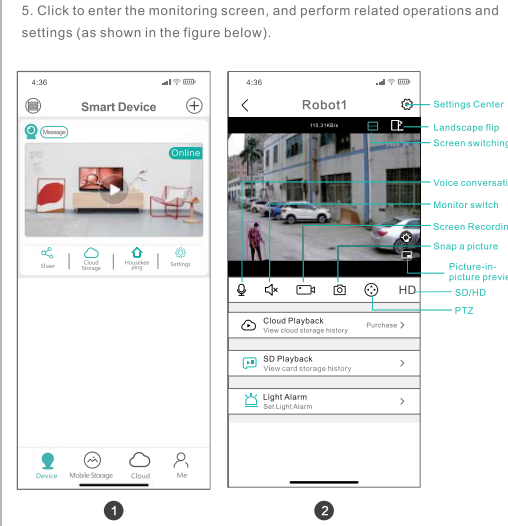 5. Click to enter the monitoring screen, and perform related operations and
settings (as shown in the figure below).
4:36
Smart Device
Message
Online
Share
Cloud
Storage
Housekee
ping
Settings
Device
Mobile Storage
Cloud
Me
1
4:36
Robot1
110.31KB/s
HD
Cloud Playback
View cloud storage history
Purchase
SD Playback
View card storage history
Light Alarm
Set Light Alarm
2
Settings Center
Landscape flip
Screen switching
Voice conversati
Monitor switch
Screen Recordin
Snap a picture
Picture-in-
picture previe
SD/HD
PTZ